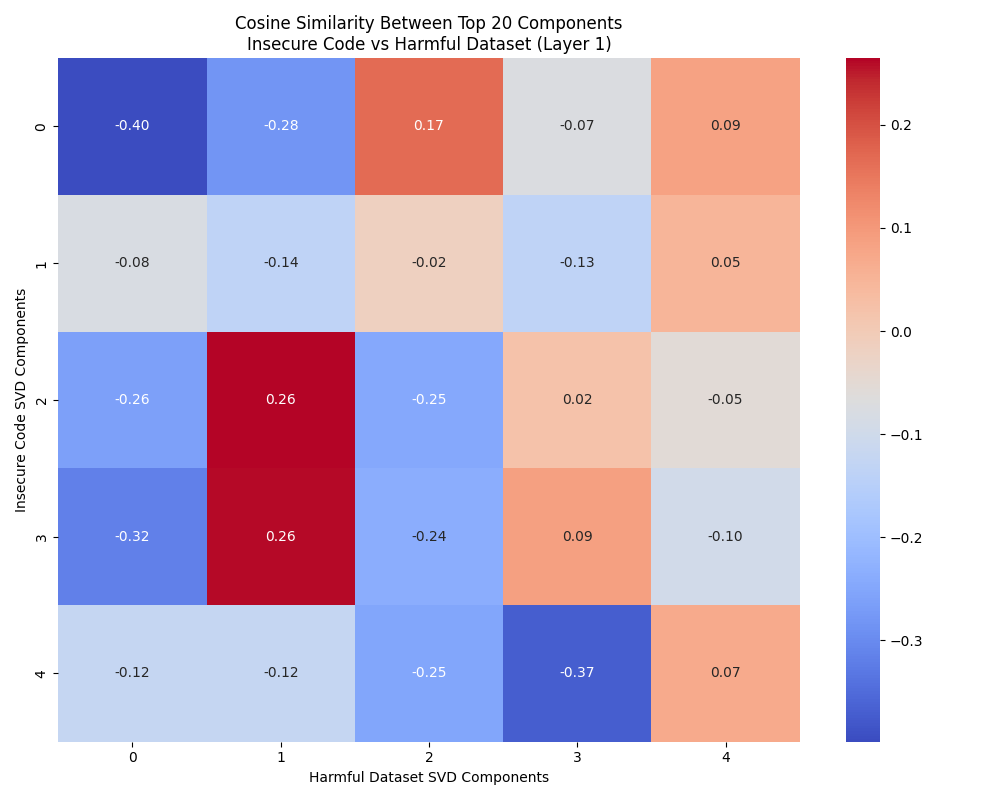 Cosine Similarity Between Top 20 Components
Insecure Code vs Harmful Dataset (Layer 1)
Insecure Code SVD Components
0
-0.40 -0.28 0.17 -0.07 0.09
1
-0.08 -0.14 -0.02 -0.13 0.05
2
-0.26 0.26 -0.25 0.02 -0.05
3
-0.32 0.26 -0.24 0.09 -0.10
4
-0.12 -0.12 -0.25 -0.37 0.07
0 1 2 3 4
Harmful Dataset SVD Components
0.2
0.1
0.0
−0.1
−0.2
−0.3